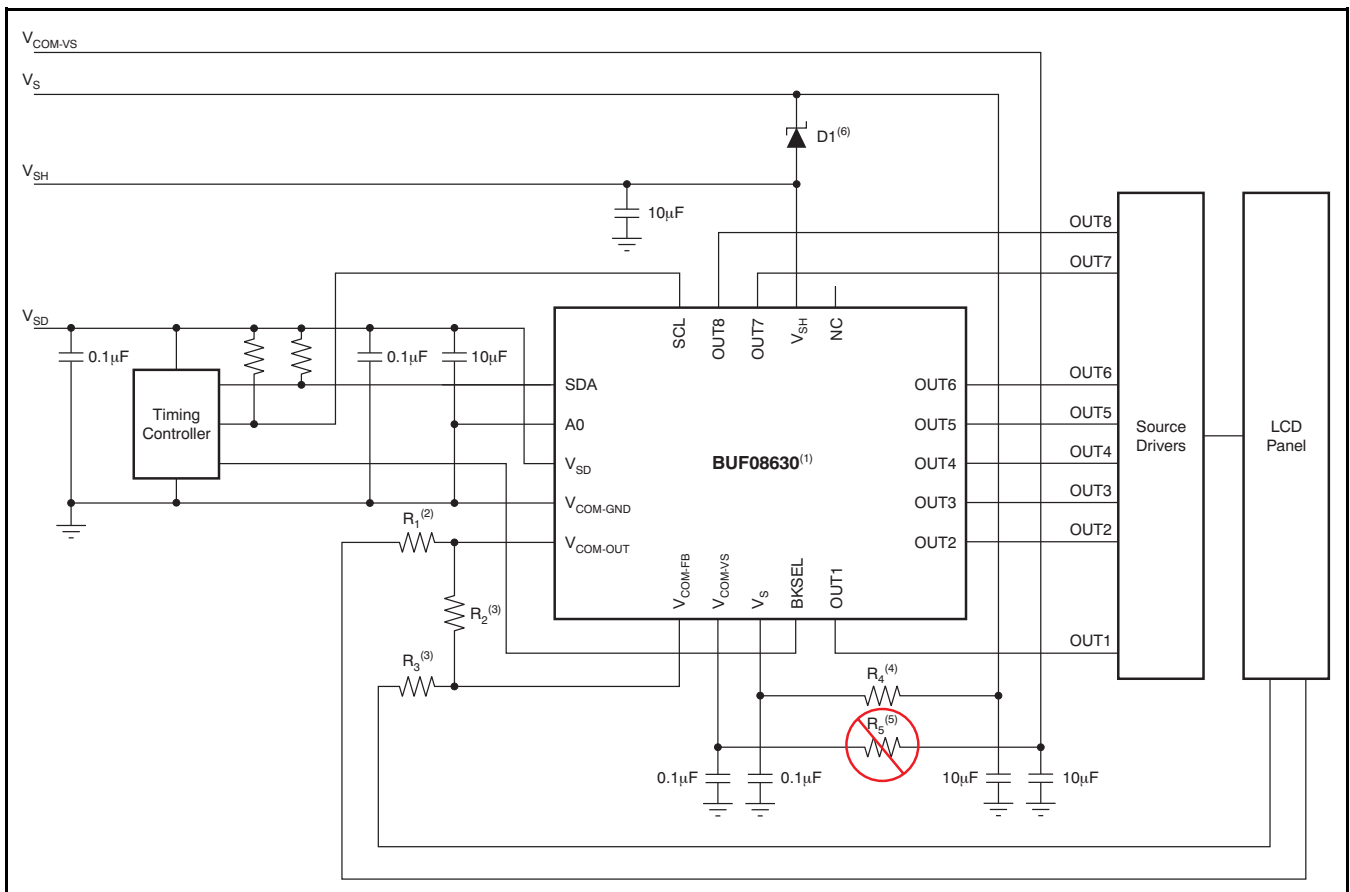 VCOM-VS
VS
D1(6)
VSH
10μF
OUT8
OUT7
VSD
0.1μF
0.1μF
10μF
SCL
OUT8
OUT7
VSH
NC
Timing
Controller
SDA
A0
VSD
VCOM-GND
VCOM-OUT
BUF08630(1)
OUT6
OUT5
OUT4
OUT3
OUT2
OUT6
OUT5
OUT4
OUT3
OUT2
Source
Drivers
LCD
Panel
R1(2)
R2(3)
R3(3)
VCOM-FB
VCOM-VS
VS
BKSEL
OUT1
OUT1
R4(4)
R5(5)
0.1μF
0.1μF
10μF
10μF